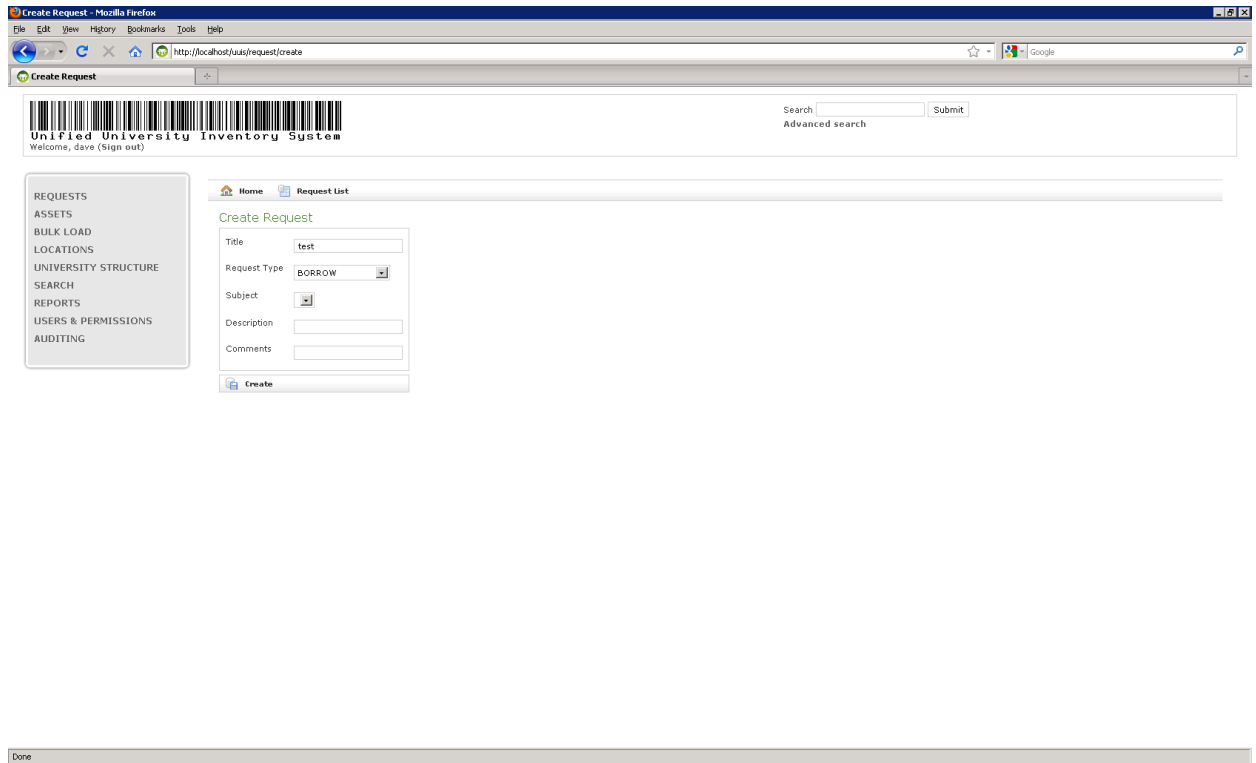 Create Request - Mozilla Firefox
File Edit View History Bookmarks Tools Help
http://localhost/uuis/request/create
Google
Create Request
Unified University Inventory System
Welcome, dave (Sign out)
Search Submit
Advanced search
REQUESTS
ASSETS
BULK LOAD
LOCATIONS
UNIVERSITY STRUCTURE
SEARCH
REPORTS
USERS & PERMISSIONS
AUDITING
Home Request List
Create Request
Title test
Request Type BORROW
Subject
Description
Comments
Create
Done